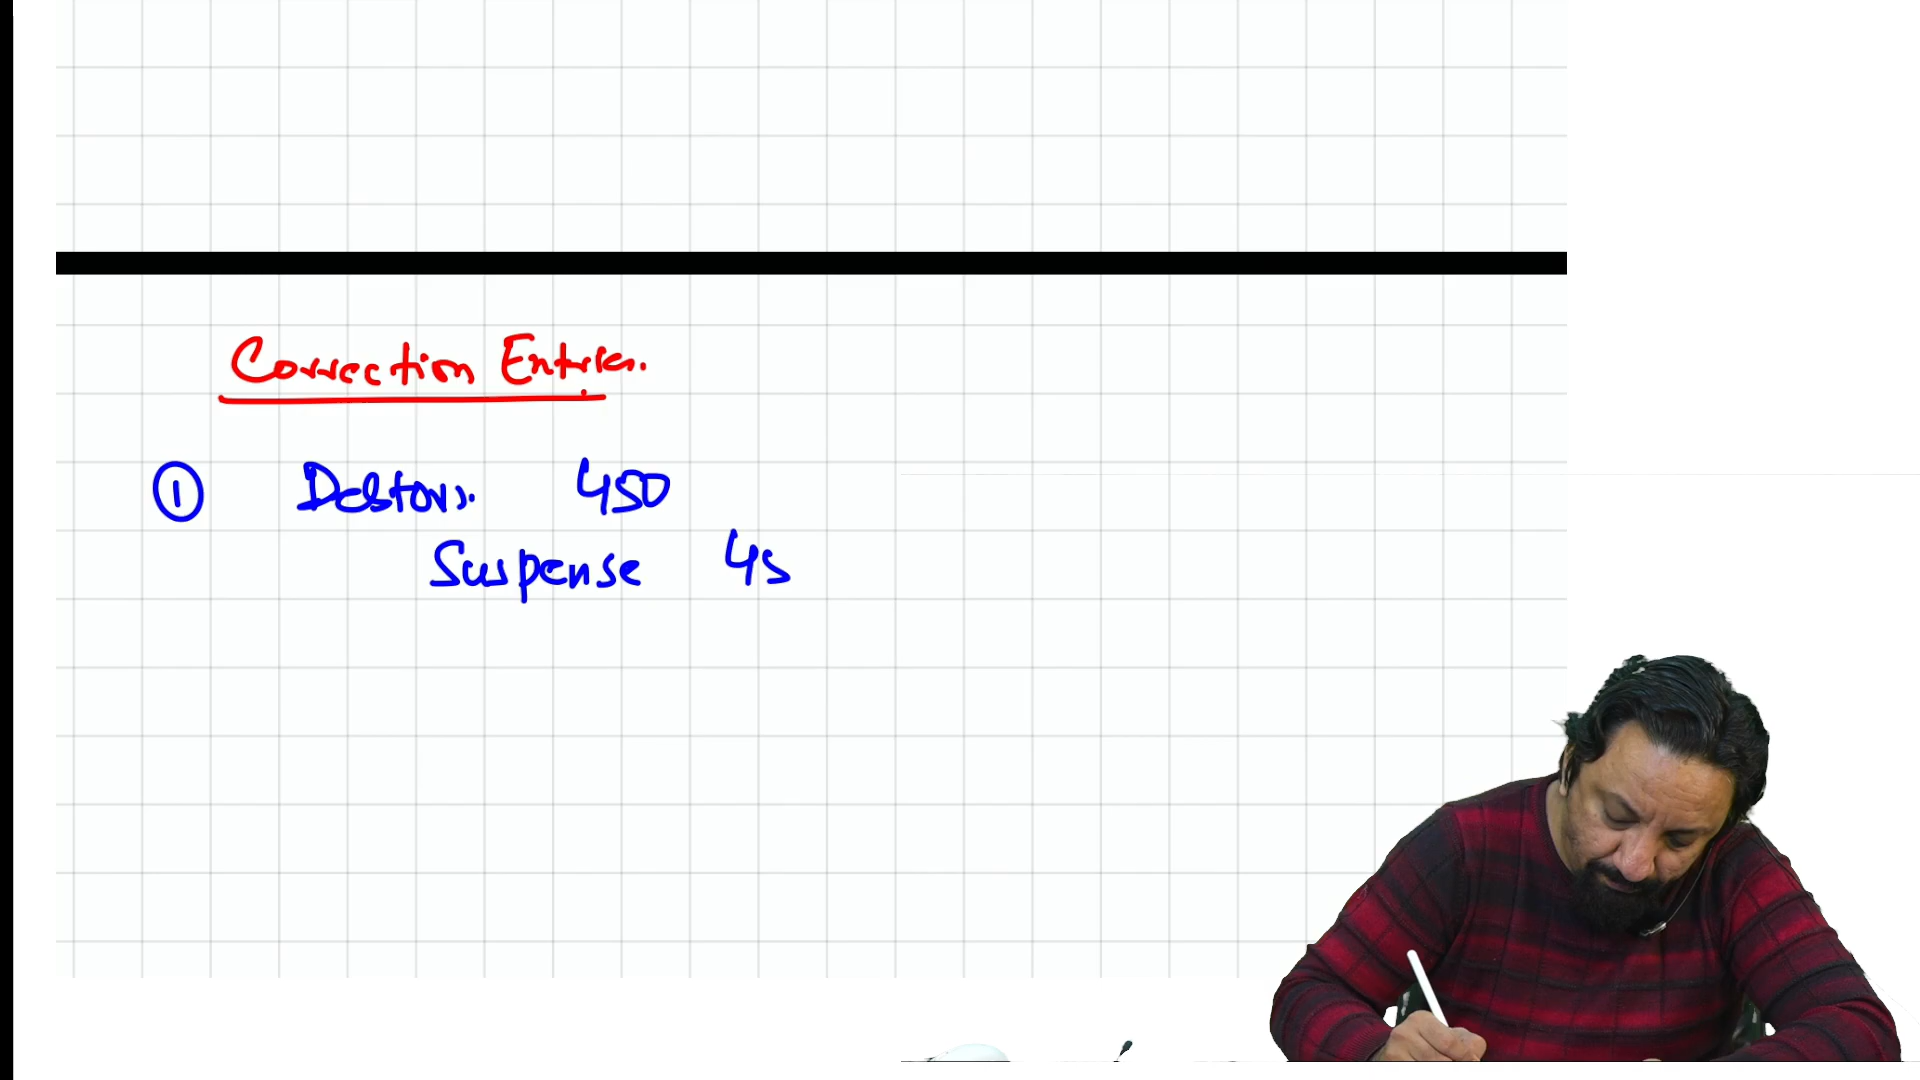 Correction Entries.
① Debtors. 450
Suspense 45